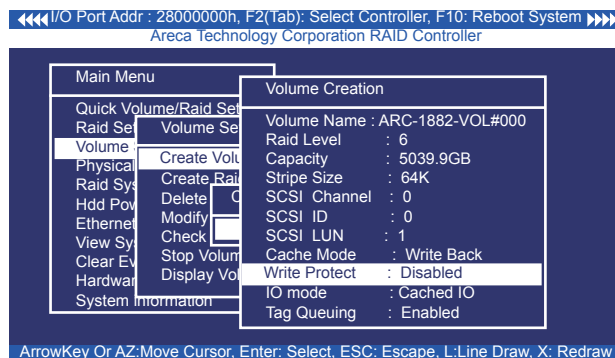 I/O Port Addr : 28000000h, F2(Tab): Select Controller, F10: Reboot System
Areca Technology Corporation RAID Controller
Main Menu
Quick Volume/Raid Set
Raid Set
Volume
Physical
Raid Sys
Hdd Pow
Ethernet
View Sy
Clear Ev
Hardwar
System Information
Volume Se
Create Volu
Create Rai
Delete
Modify
Check
Stop Volum
Display Vol
C
Volume Creation
Volume Name : ARC-1882-VOL#000
Raid Level : 6
Capacity : 5039.9GB
Stripe Size : 64K
SCSI Channel : 0
SCSI ID : 0
SCSI LUN : 1
Cache Mode : Write Back
Write Protect : Disabled
IO mode : Cached IO
Tag Queuing : Enabled
ArrowKey Or AZ:Move Cursor, Enter: Select, ESC: Escape, L:Line Draw, X: Redraw